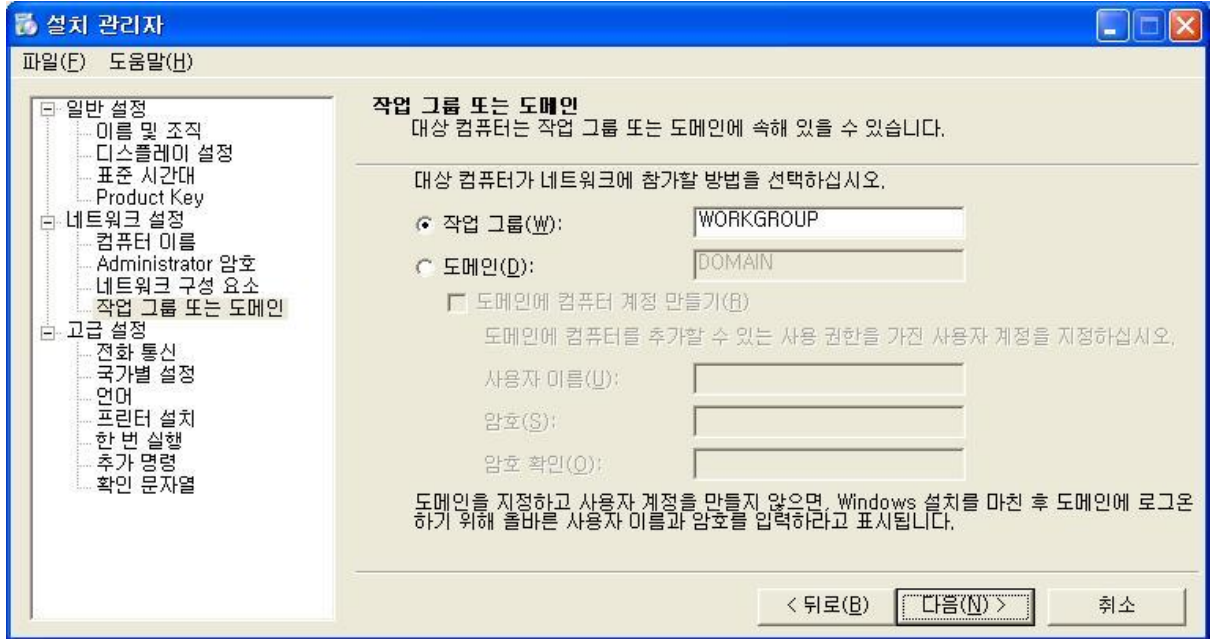 설치 관리자
파일(F) 도움말(H)
일반 설정
이름 및 조직
디스플레이 설정
표준 시간대
Product Key
네트워크 설정
컴퓨터 이름
Administrator 암호
네트워크 구성 요소
작업 그룹 또는 도메인
고급 설정
전화 통신
국가별 설정
언어
프린터 설치
한 번 실행
추가 명령
확인 문자열
작업 그룹 또는 도메인
대상 컴퓨터는 작업 그룹 또는 도메인에 속해 있을 수 있습니다.
대상 컴퓨터가 네트워크에 참가할 방법을 선택하십시오.
작업 그룹(W): WORKGROUP
도메인(D): DOMAIN
도메인에 컴퓨터 계정 만들기(R)
도메인에 컴퓨터를 추가할 수 있는 사용 권한을 가진 사용자 계정을 지정하십시오.
사용자 이름(U):
암호(S):
암호 확인(O):
도메인을 지정하고 사용자 계정을 만들지 않으면, Windows 설치를 마친 후 도메인에 로그온
하기 위해 올바른 사용자 이름과 암호를 입력하라고 표시됩니다.
< 뒤로(B) 다음(N) > 취소